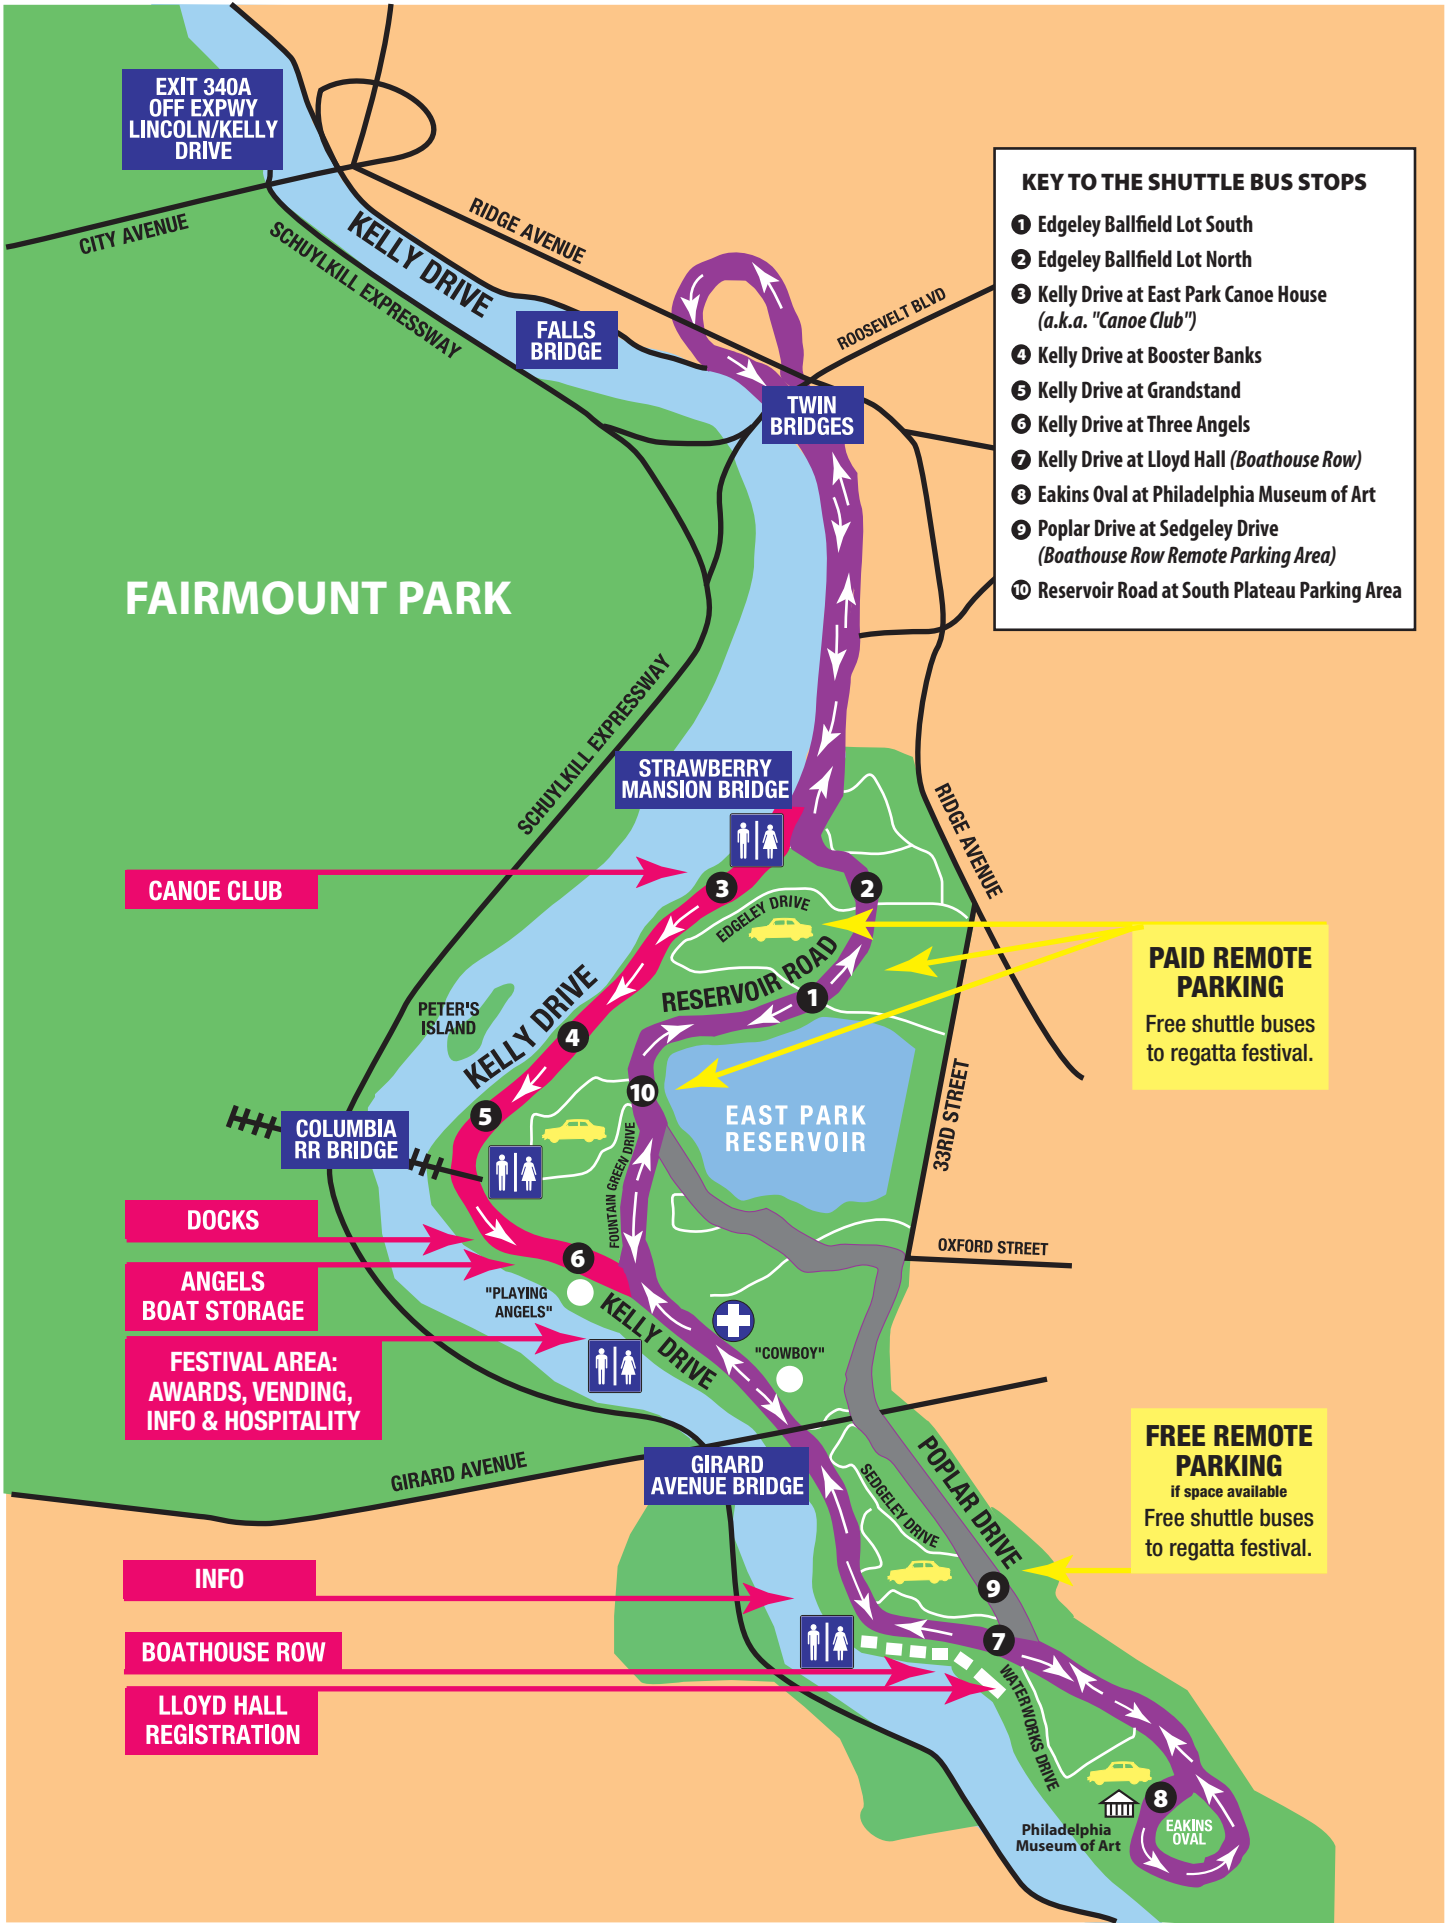 EXIT 340A
OFF EXPWY
LINCOLN/KELLY
DRIVE
CITY AVENUE
SCHUYLKILL EXPRESSWAY
KELLY DRIVE
RIDGE AVENUE
FALLS
BRIDGE
ROOSEVELT BLVD
TWIN
BRIDGES
KEY TO THE SHUTTLE BUS STOPS
1 Edgeley Ballfield Lot South
2 Edgeley Ballfield Lot North
3 Kelly Drive at East Park Canoe House
(a.k.a. "Canoe Club")
4 Kelly Drive at Booster Banks
5 Kelly Drive at Grandstand
6 Kelly Drive at Three Angels
7 Kelly Drive at Lloyd Hall (Boathouse Row)
8 Eakins Oval at Philadelphia Museum of Art
9 Poplar Drive at Sedgeley Drive
(Boathouse Row Remote Parking Area)
10 Reservoir Road at South Plateau Parking Area
FAIRMOUNT PARK
SCHUYLKILL EXPRESSWAY
STRAWBERRY
MANSION BRIDGE
RIDGE AVENUE
CANOE CLUB
3
2
EDGELEY DRIVE
RESERVOIR ROAD
1
PAID REMOTE
PARKING
Free shuttle buses
to regatta festival.
PETER'S
ISLAND
KELLY DRIVE
4
10
5
EAST PARK
RESERVOIR
33RD STREET
COLUMBIA
RR BRIDGE
FOUNTAIN GREEN DRIVE
DOCKS
6
OXFORD STREET
ANGELS
BOAT STORAGE
"PLAYING
ANGELS"
KELLY DRIVE
"COWBOY"
FESTIVAL AREA:
AWARDS, VENDING,
INFO & HOSPITALITY
GIRARD AVENUE
GIRARD
AVENUE BRIDGE
POPLAR DRIVE
SEDGELEY DRIVE
FREE REMOTE
PARKING
if space available
Free shuttle buses
to regatta festival.
INFO
9
7
BOATHOUSE ROW
LLOYD HALL
REGISTRATION
WATERWORKS DRIVE
8
Philadelphia
Museum of Art
EAKINS
OVAL